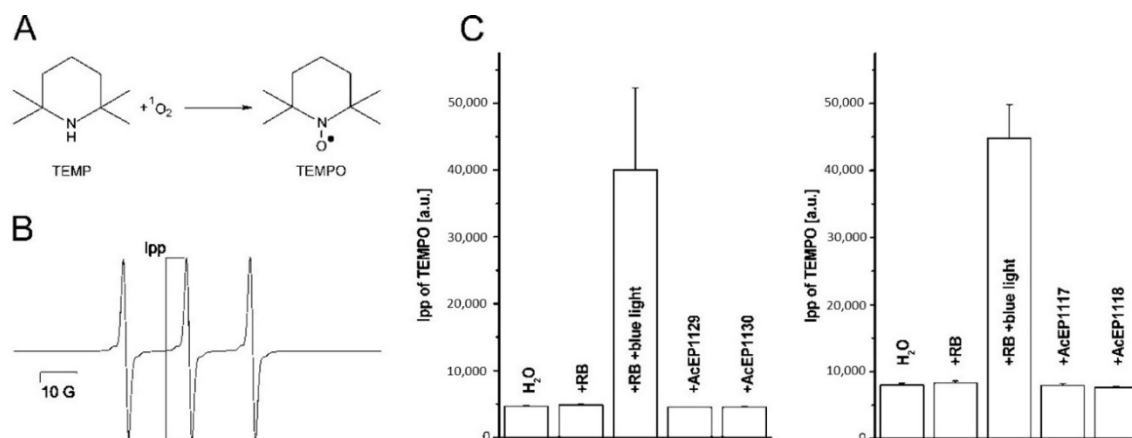 A
N
H
TEMP
+ ¹O₂
N
O•
TEMPO
B
Ipp
10 G
C
Ipp of TEMPO [a.u.]
50,000
40,000
30,000
20,000
10,000
0
H₂O
+RB
+RB +blue light
+AcEP1129
+AcEP1130
Ipp of TEMPO [a.u.]
50,000
40,000
30,000
20,000
10,000
0
H₂O
+RB
+RB +blue light
+AcEP1117
+AcEP1118